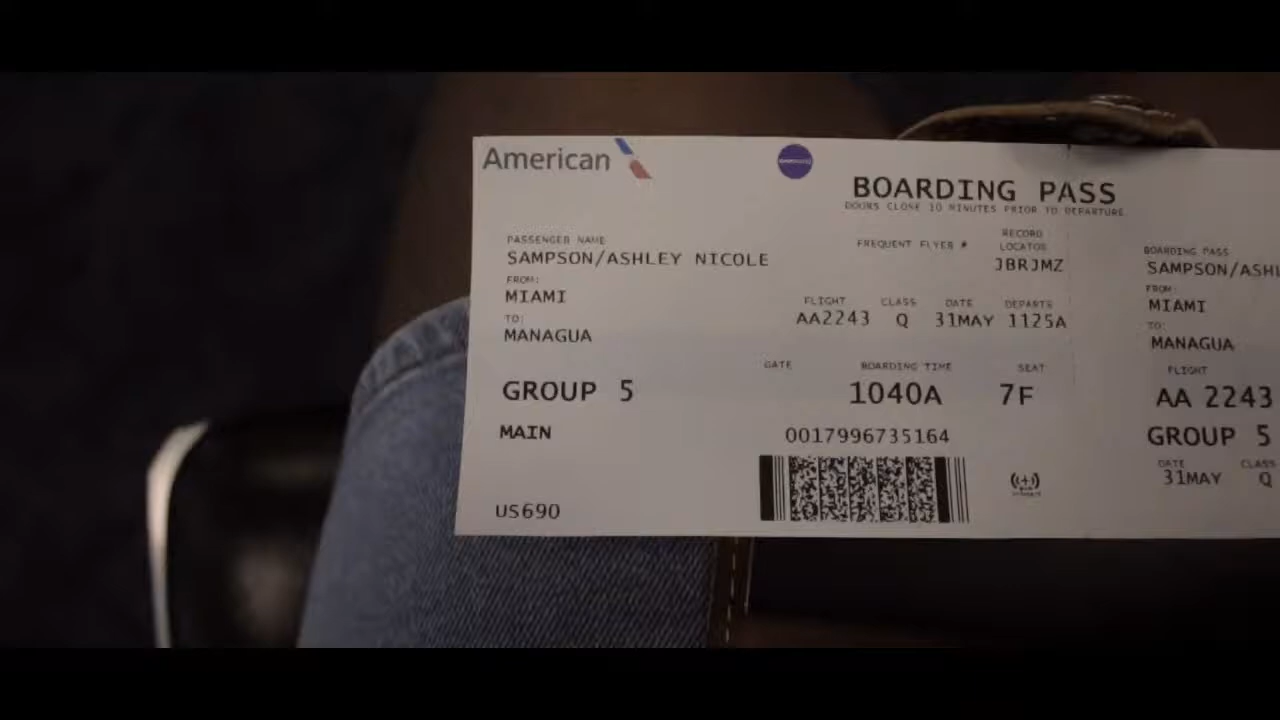 American
BOARDING PASS
DOORS CLOSE 10 MINUTES PRIOR TO DEPARTURE
PASSENGER NAME
SAMPSON/ASHLEY NICOLE
FROM:
MIAMI
TO:
MANAGUA
FREQUENT FLYER #
RECORD LOCATOR
JBRJMZ
FLIGHT CLASS DATE DEPARTS
AA2243 Q 31MAY 1125A
GATE BOARDING TIME SEAT
GROUP 5 1040A 7F
MAIN
0017996735164
US690
BOARDING PASS
SAMPSON/ASHL
FROM:
MIAMI
TO:
MANAGUA
FLIGHT
AA 2243
GROUP 5
DATE CLASS
31MAY Q